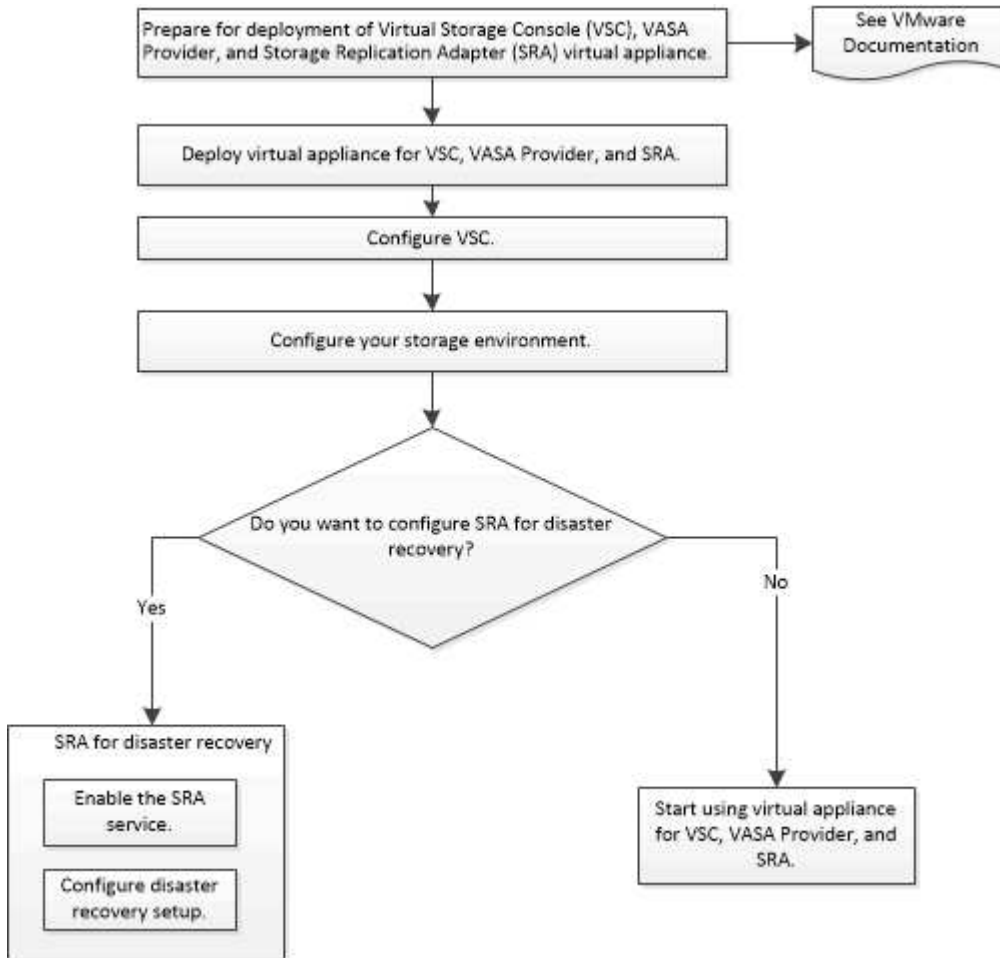 Prepare for deployment of Virtual Storage Console (VSC), VASA
Provider, and Storage Replication Adapter (SRA) virtual appliance.
See VMware
Documentation
Deploy virtual appliance for VSC, VASA Provider, and SRA.
Configure VSC.
Configure your storage environment.
Do you want to configure SRA for disaster
recovery?
Yes
No
SRA for disaster recovery
Enable the SRA
service.
Configure disaster
recovery setup.
Start using virtual appliance
for VSC, VASA Provider, and
SRA.